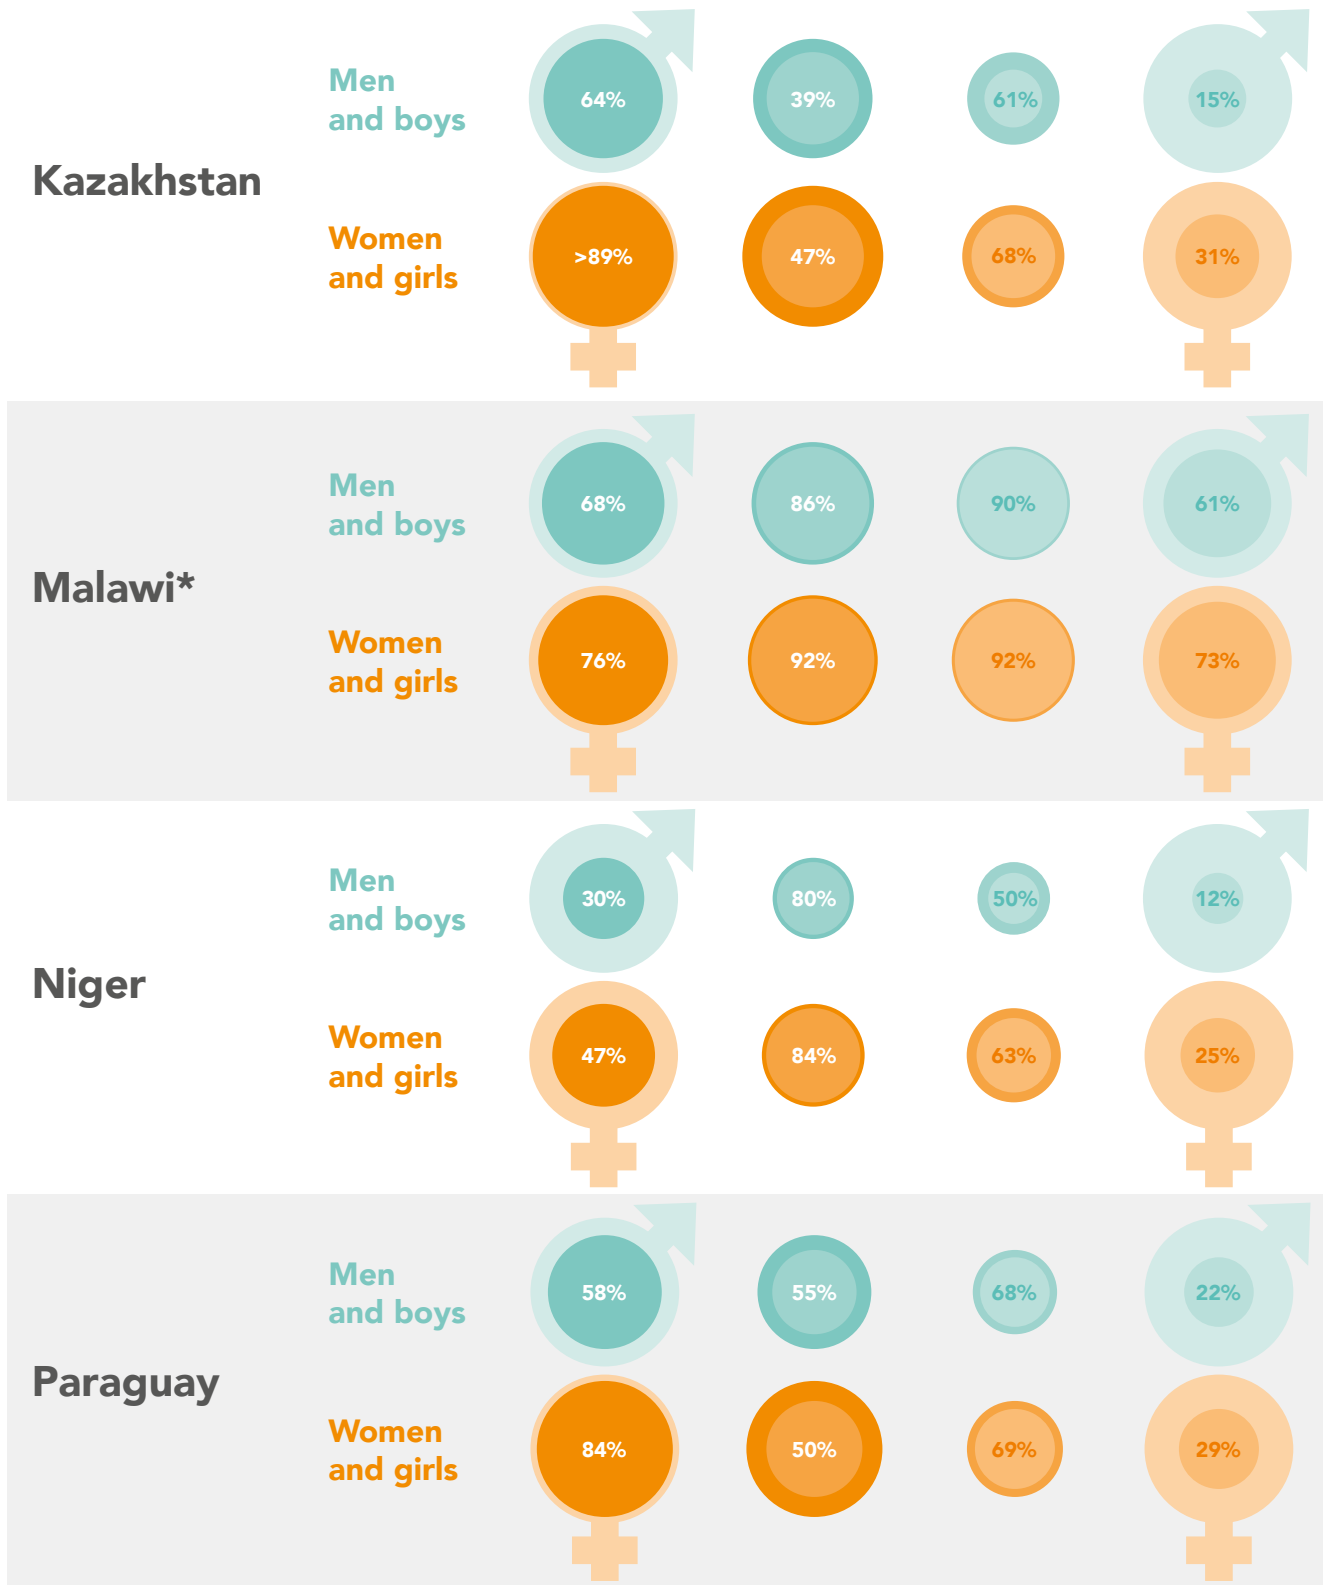 Kazakhstan
Men
and boys
64%
39%
61%
15%
Women
and girls
>89%
47%
68%
31%
Malawi*
Men
and boys
68%
86%
90%
61%
Women
and girls
76%
92%
92%
73%
Niger
Men
and boys
30%
80%
50%
12%
Women
and girls
47%
84%
63%
25%
Paraguay
Men
and boys
58%
55%
68%
22%
Women
and girls
84%
50%
69%
29%